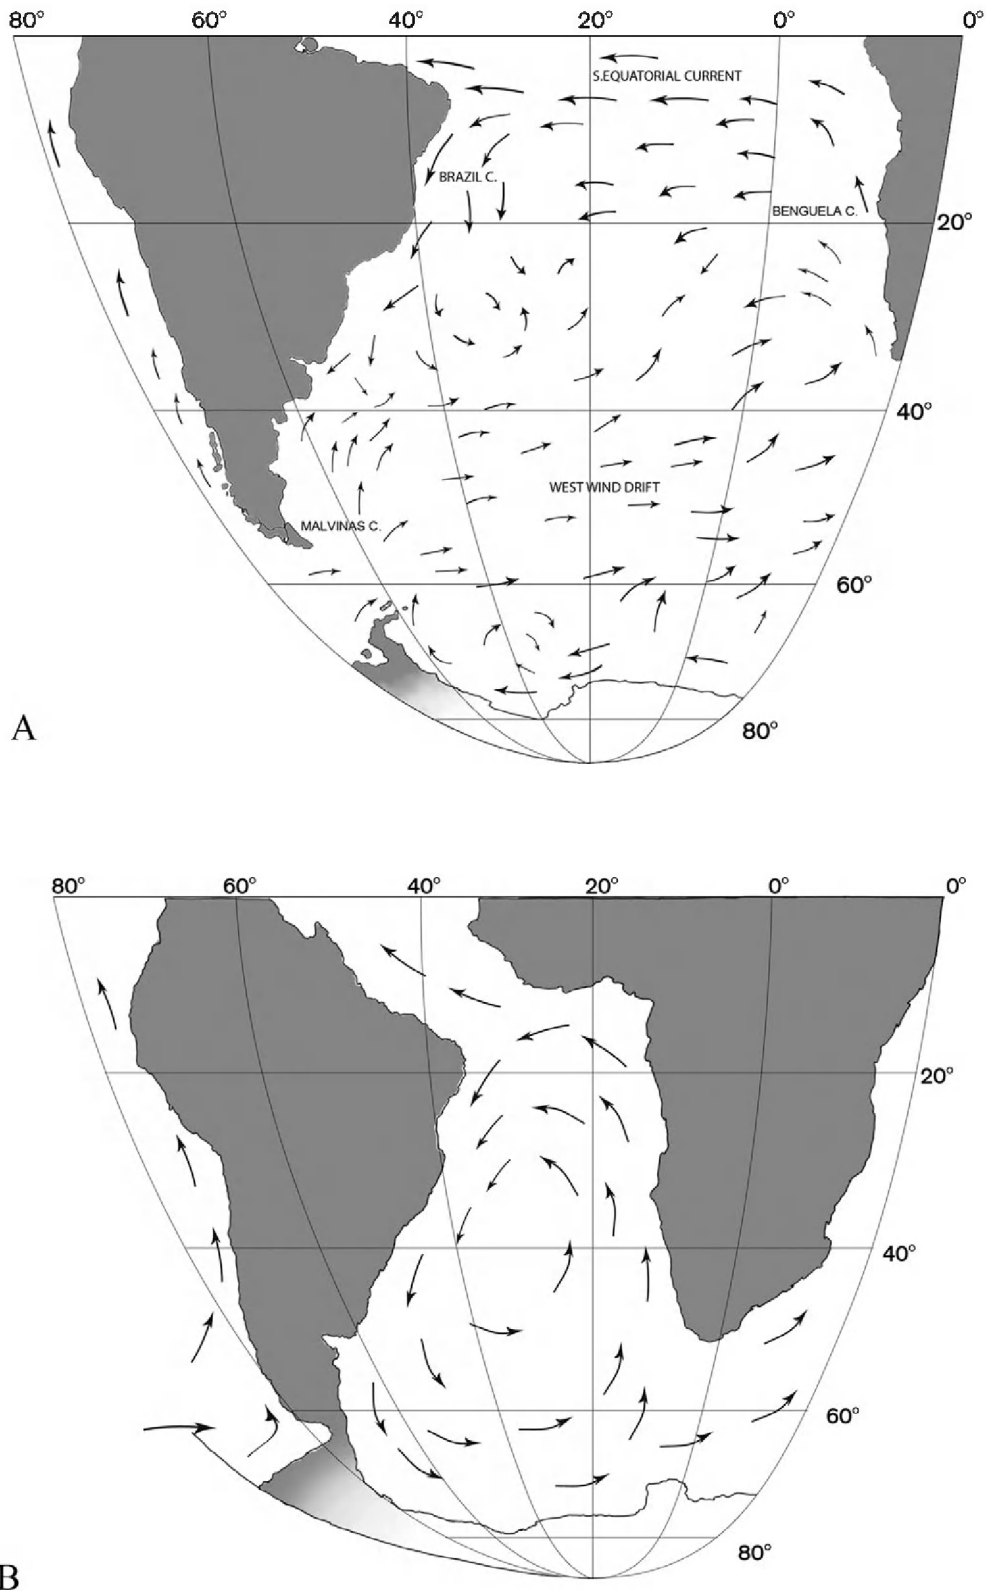 80° 60° 40° 20° 0° 0°
S.EQUATORIAL CURRENT
BRAZIL C.
BENGUELA C.
20°
40°
WEST WIND DRIFT
MALVINAS C.
60°
A
80°
80° 60° 40° 20° 0° 0°
20°
40°
60°
80°
B